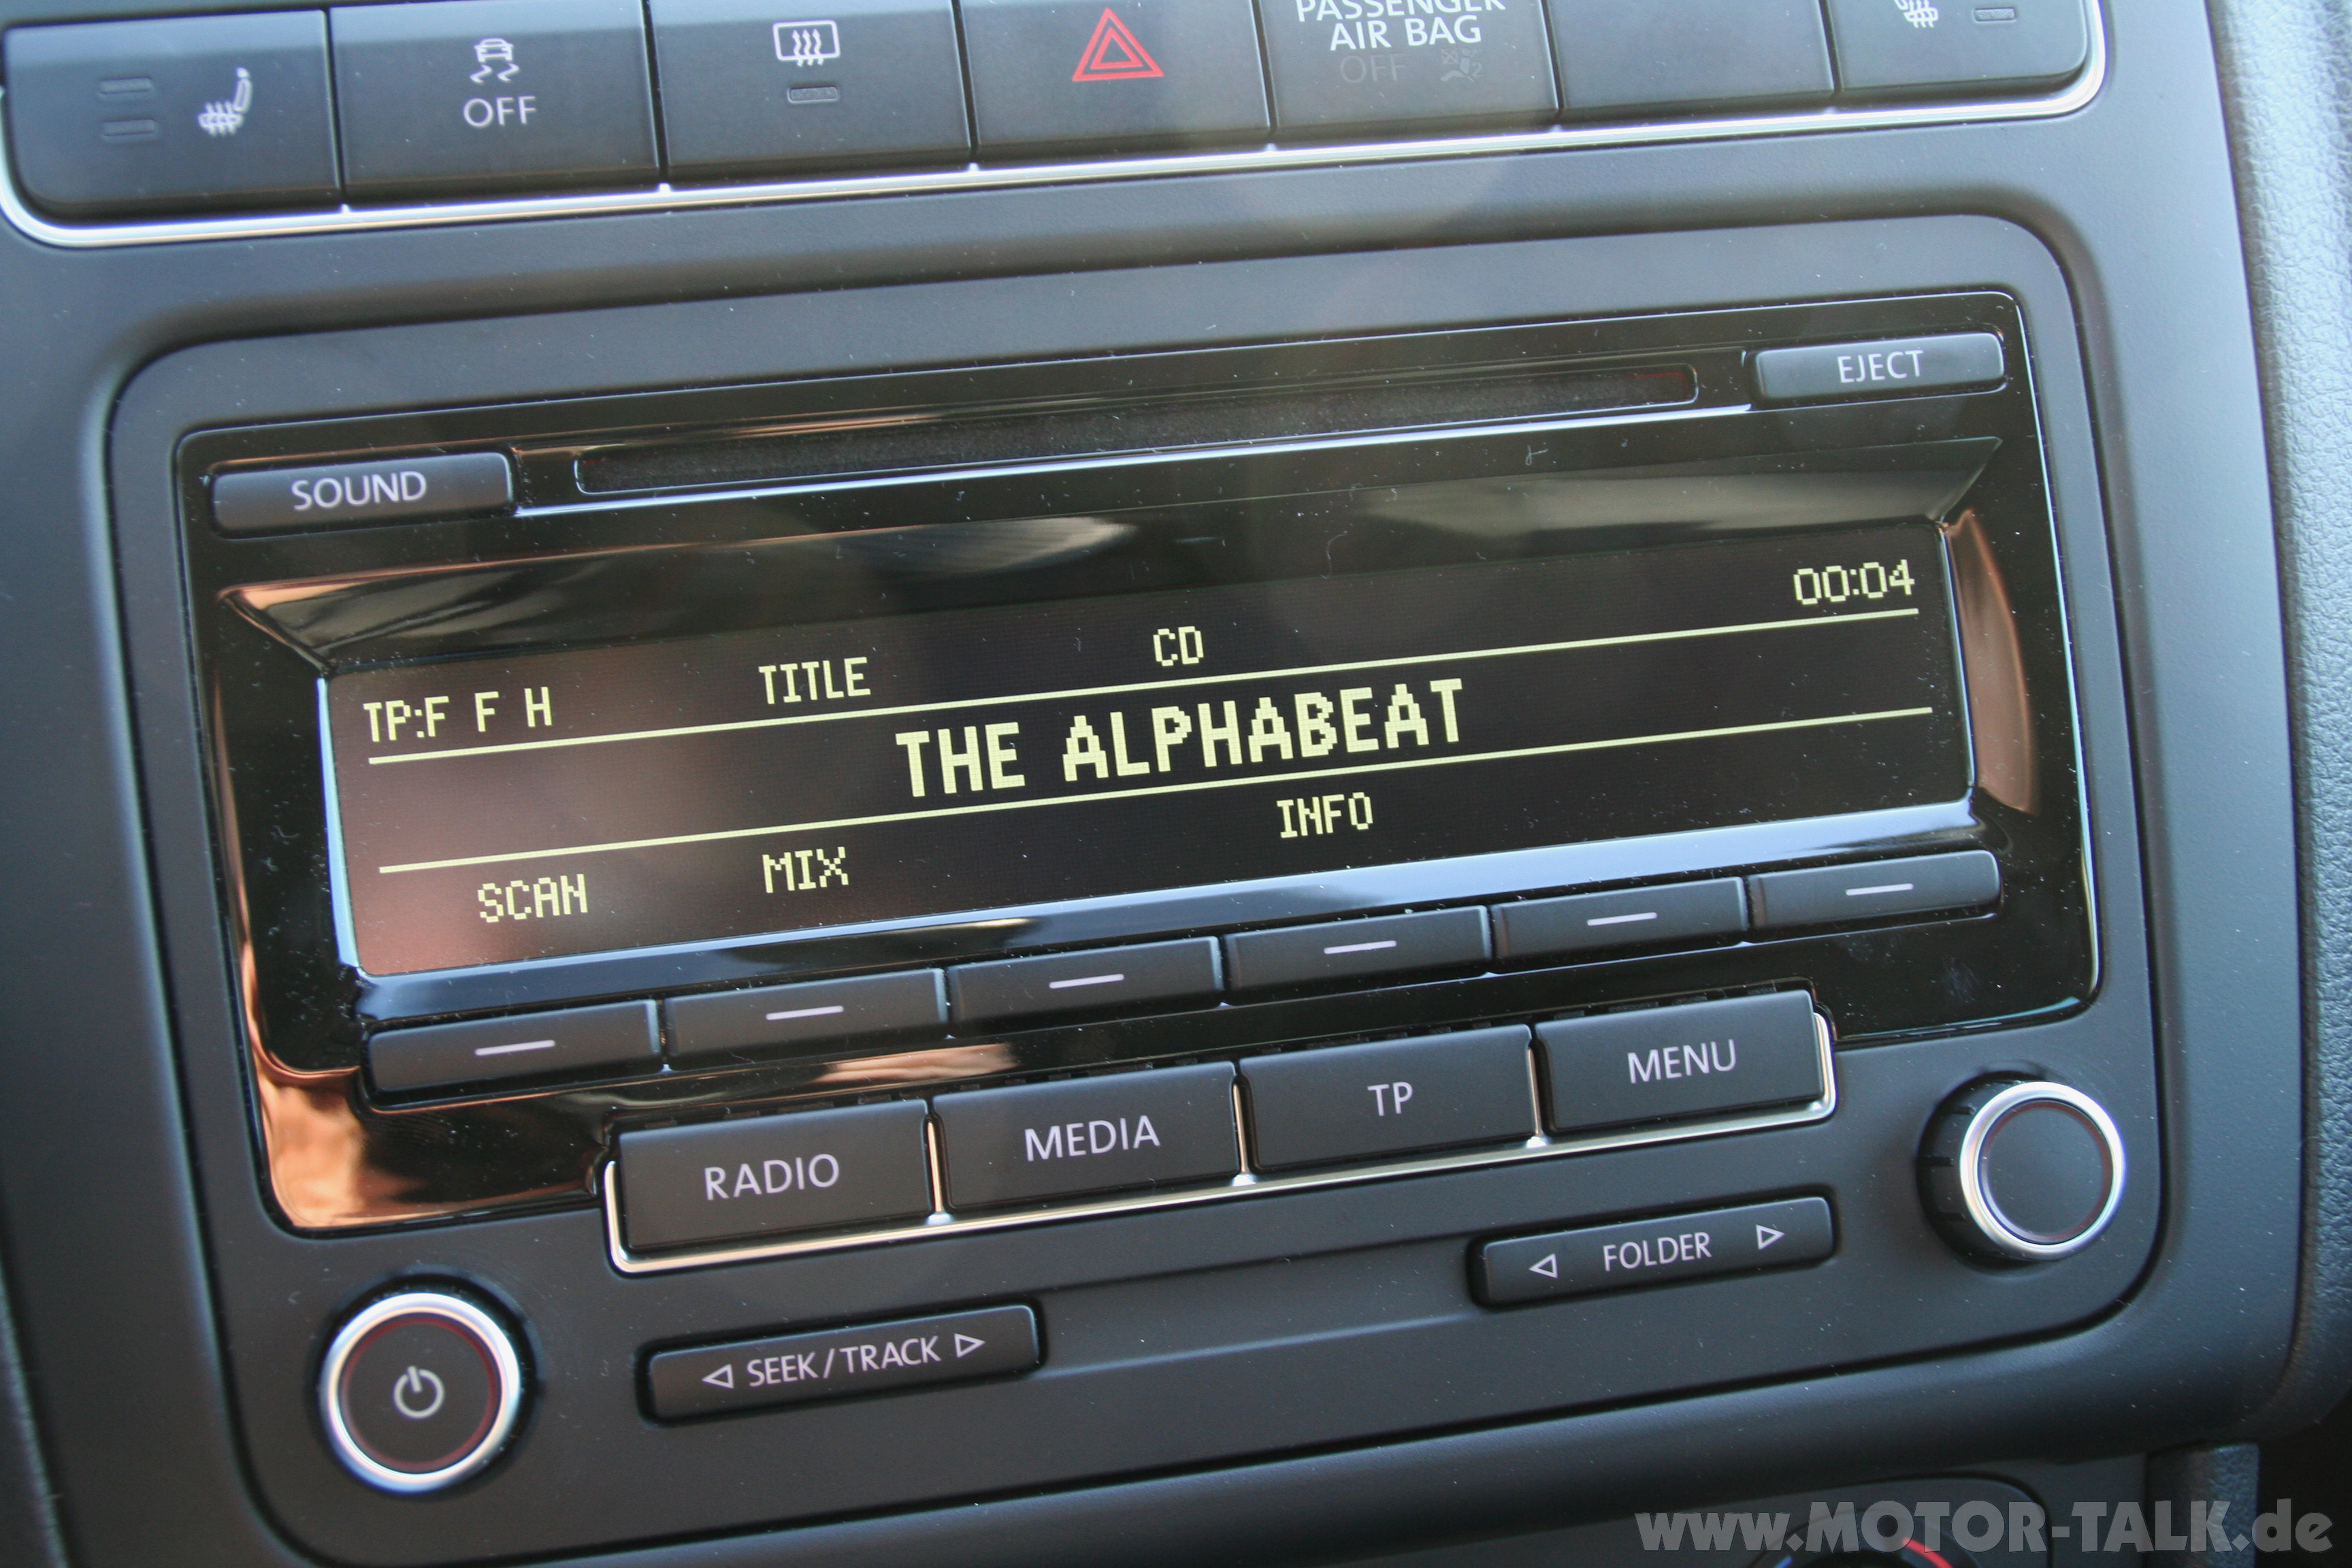 OFF
PASSENGER
AIR BAG
OFF
SOUND
EJECT
TP:F F H TITLE CD 00:04
THE ALPHABEAT
SCAN MIX INFO
RADIO MEDIA TP MENU
SEEK / TRACK FOLDER
www.MOTOR-TALK.de